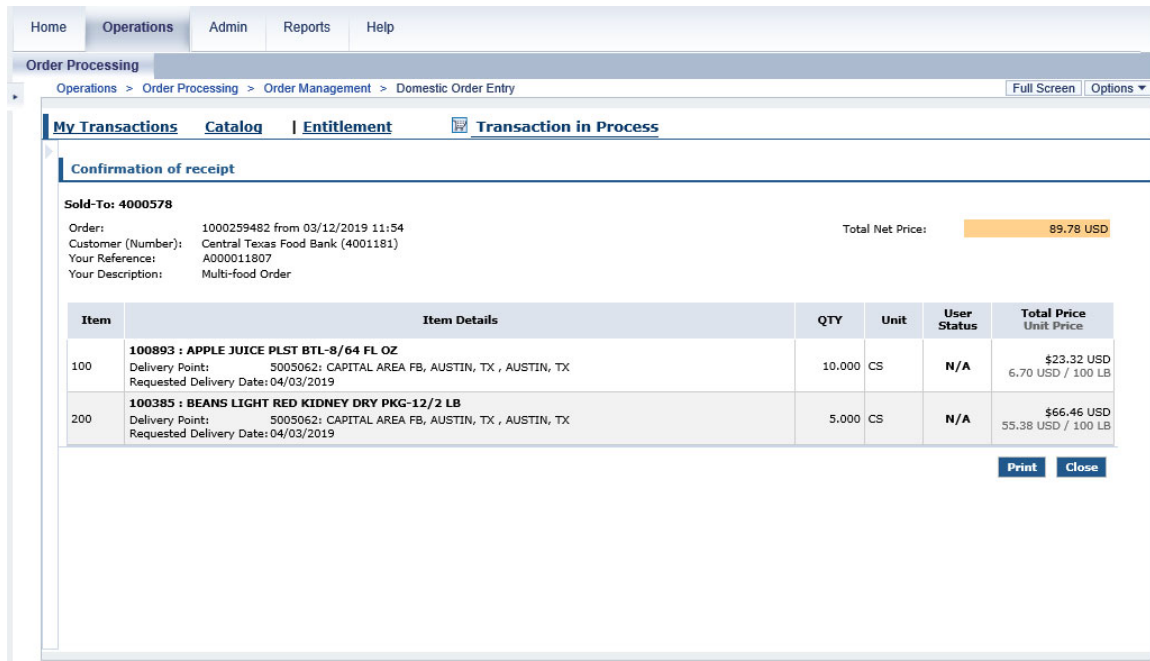 Home Operations Admin Reports Help
Order Processing
Operations > Order Processing > Order Management > Domestic Order Entry Full Screen Options
My Transactions Catalog | Entitlement Transaction in Process
Confirmation of receipt
Sold-To: 4000578
Order: 1000259482 from 03/12/2019 11:54 Total Net Price: 89.78 USD
Customer (Number): Central Texas Food Bank (4001181)
Your Reference: A000011807
Your Description: Multi-food Order
Item Item Details QTY Unit User Status Total Price Unit Price
100893 : APPLE JUICE PLST BTL-8/64 FL OZ
100 Delivery Point: 5005062: CAPITAL AREA FB, AUSTIN, TX , AUSTIN, TX 10.000 CS N/A $23.32 USD
Requested Delivery Date: 04/03/2019 6.70 USD / 100 LB
100385 : BEANS LIGHT RED KIDNEY DRY PKG-12/2 LB
200 Delivery Point: 5005062: CAPITAL AREA FB, AUSTIN, TX , AUSTIN, TX 5.000 CS N/A $66.46 USD
Requested Delivery Date: 04/03/2019 55.38 USD / 100 LB
Print Close